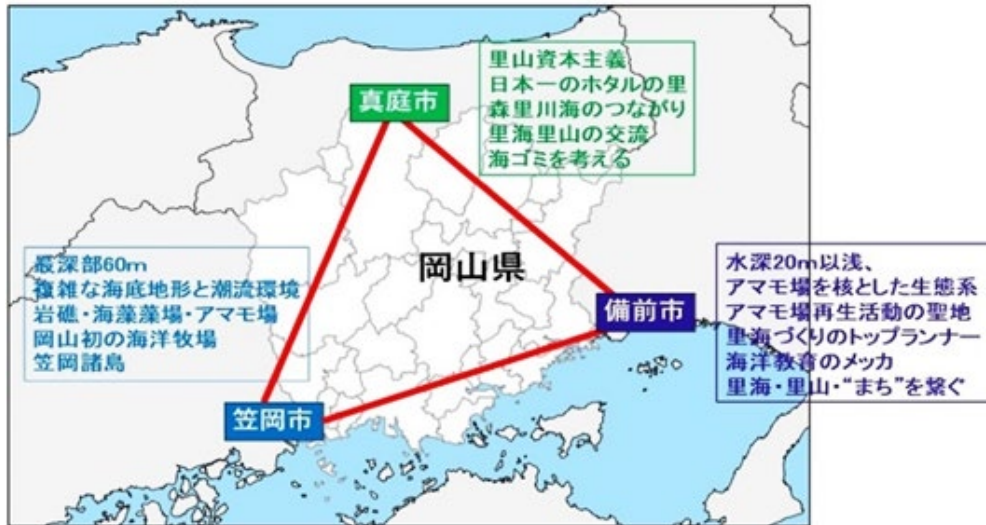 真庭市
里山資本主義
日本一のホタルの里
森里川海のつながり
里海里山の交流
海ゴミを考える
岡山県
最深部60m
複雑な海底地形と潮流環境
岩礁・海藻藻場・アマモ場
岡山初の海洋牧場
笠岡諸島
備前市
水深20m以浅、
アマモ場を核とした生態系
アマモ場再生活動の聖地
里海づくりのトップランナー
海洋教育のメッカ
里海・里山・“まち”を繋ぐ
笠岡市